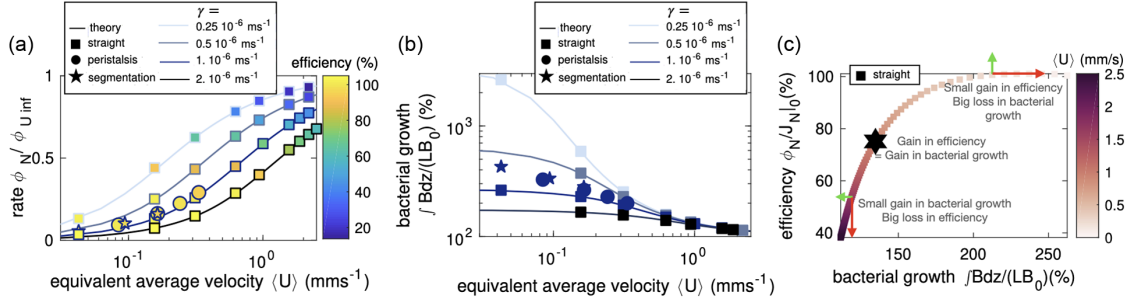 (a)
γ =
theory
0.25 10⁻⁶ ms⁻¹
straight
0.5 10⁻⁶ ms⁻¹
peristalsis
1. 10⁻⁶ ms⁻¹
segmentation
2. 10⁻⁶ ms⁻¹
efficiency (%)
100
80
60
40
20
rate ϕN/ ϕU inf
1
0.5
0
10⁻¹
10⁰
equivalent average velocity ⟨U⟩ (mms⁻¹)
(b)
γ =
theory
0.25 10⁻⁶ ms⁻¹
straight
0.5 10⁻⁶ ms⁻¹
peristalsis
1. 10⁻⁶ ms⁻¹
segmentation
2. 10⁻⁶ ms⁻¹
bacterial growth
∫ Bdz/(LB₀) (%)
10³
10²
10⁻¹
10⁰
equivalent average velocity ⟨U⟩ (mms⁻¹)
(c)
⟨U⟩ (mm/s)
straight
Small gain in efficiency
Big loss in bacterial
growth
Gain in efficiency
= Gain in bacterial growth
Small gain in bacterial growth
Big loss in efficiency
efficiency ϕN/JN|₀(%)
100
80
60
40
150
200
250
bacterial growth ∫Bdz/(LB₀)(%)
2.5
2.0
1.5
1.0
0.5
0.0